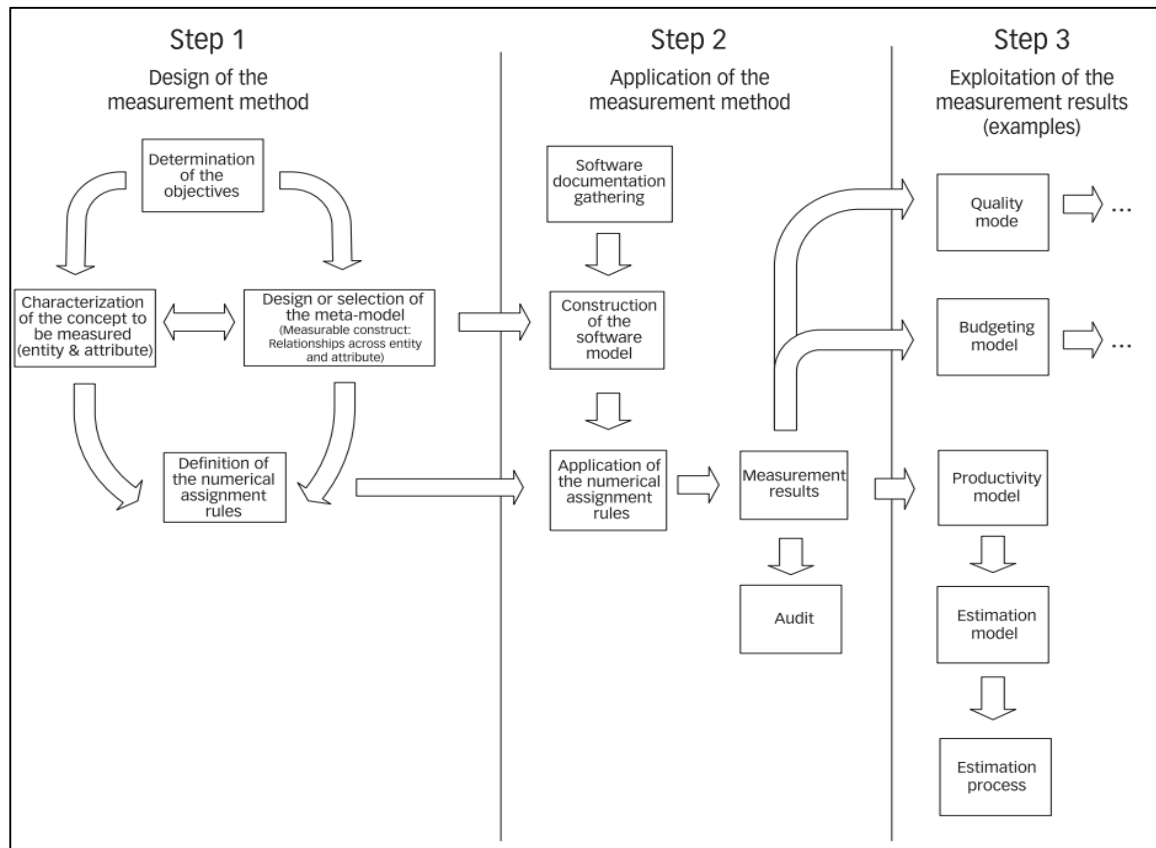 Step 1
Design of the
measurement method
Determination
of the
objectives
Characterization
of the concept to
be measured
(entity & attribute)
Design or selection of
the meta-model
(Measurable construct:
Relationships across entity
and attribute)
Definition of
the numerical
assignment
rules
Step 2
Application of the
measurement method
Software
documentation
gathering
Construction
of the
software
model
Application of
the numerical
assignment
rules
Measurement
results
Audit
Step 3
Exploitation of the
measurement results
(examples)
Quality
mode
...
Budgeting
model
...
Productivity
model
Estimation
model
Estimation
process